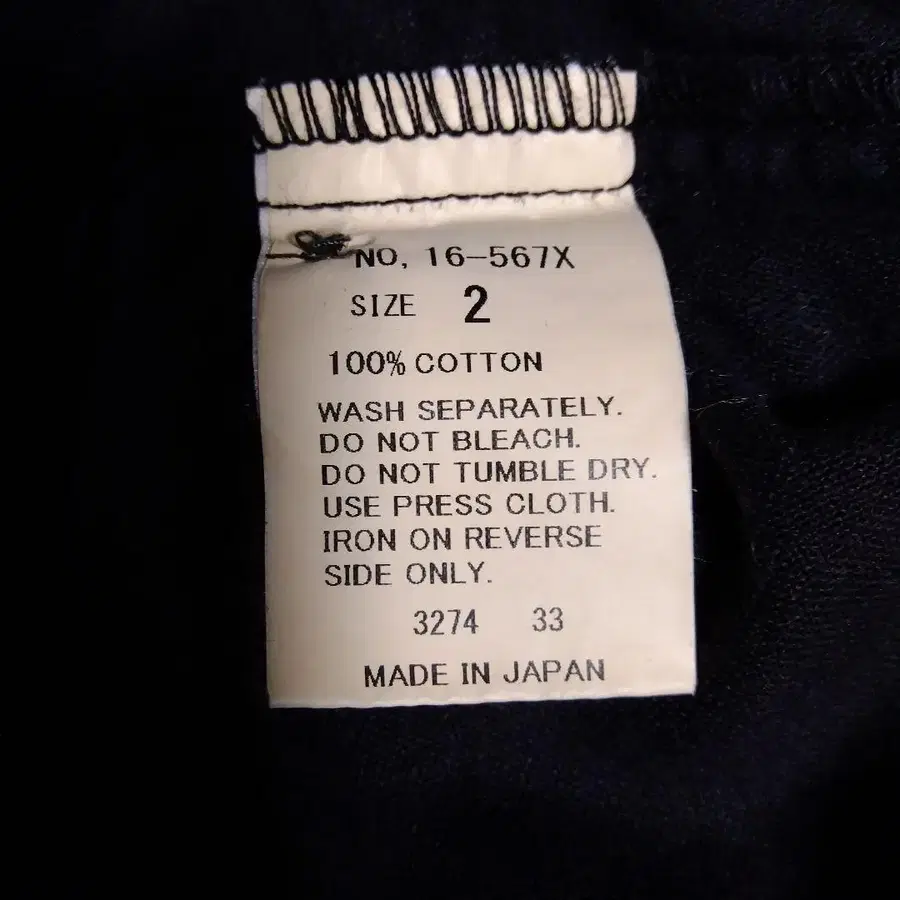 NO, 16-567X
SIZE 2
100% COTTON
WASH SEPARATELY.
DO NOT BLEACH.
DO NOT TUMBLE DRY.
USE PRESS CLOTH.
IRON ON REVERSE
SIDE ONLY.
3274 33
MADE IN JAPAN